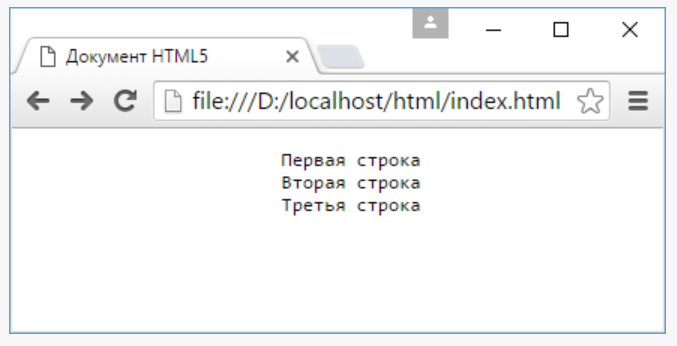 Документ HTML5
file:///D:/localhost/html/index.html
Первая строка
Вторая строка
Третья строка